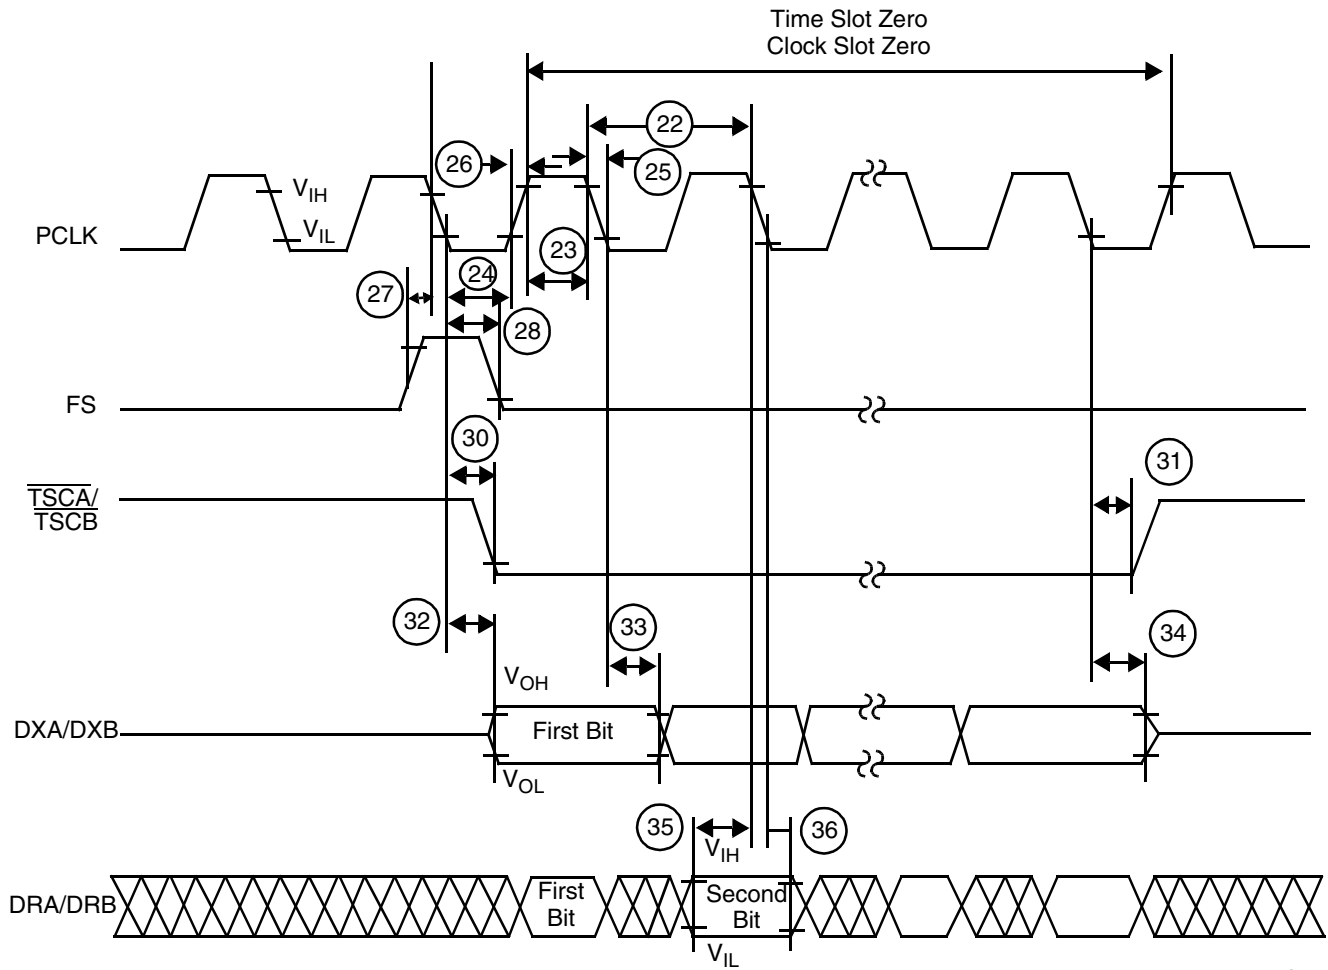 Time Slot Zero
Clock Slot Zero
22
26
25
VIH
VIL
PCLK
23
24
27
28
FS
30
31
TSCA/
TSCB
32
33
34
VOH
DXA/DXB
First Bit
VOL
35
36
VIH
DRA/DRB
First
Bit
Second
Bit
VIL